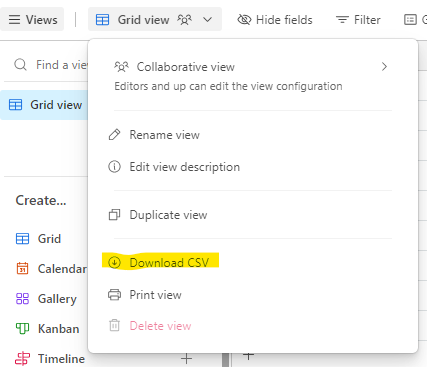 Views
Grid view
Hide fields
Filter
G
Find a vie
Grid view
Collaborative view
Editors and up can edit the view configuration
Rename view
Edit view description
Duplicate view
Download CSV
Print view
Delete view
Create...
Grid
Calendar
31
Gallery
Kanban
Timeline